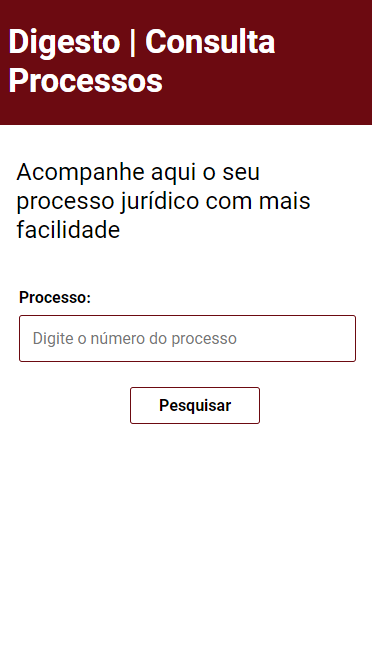 Digesto | Consulta
Processos
Acompanhe aqui o seu
processo jurídico com mais
facilidade
Processo:
Digite o número do processo
Pesquisar